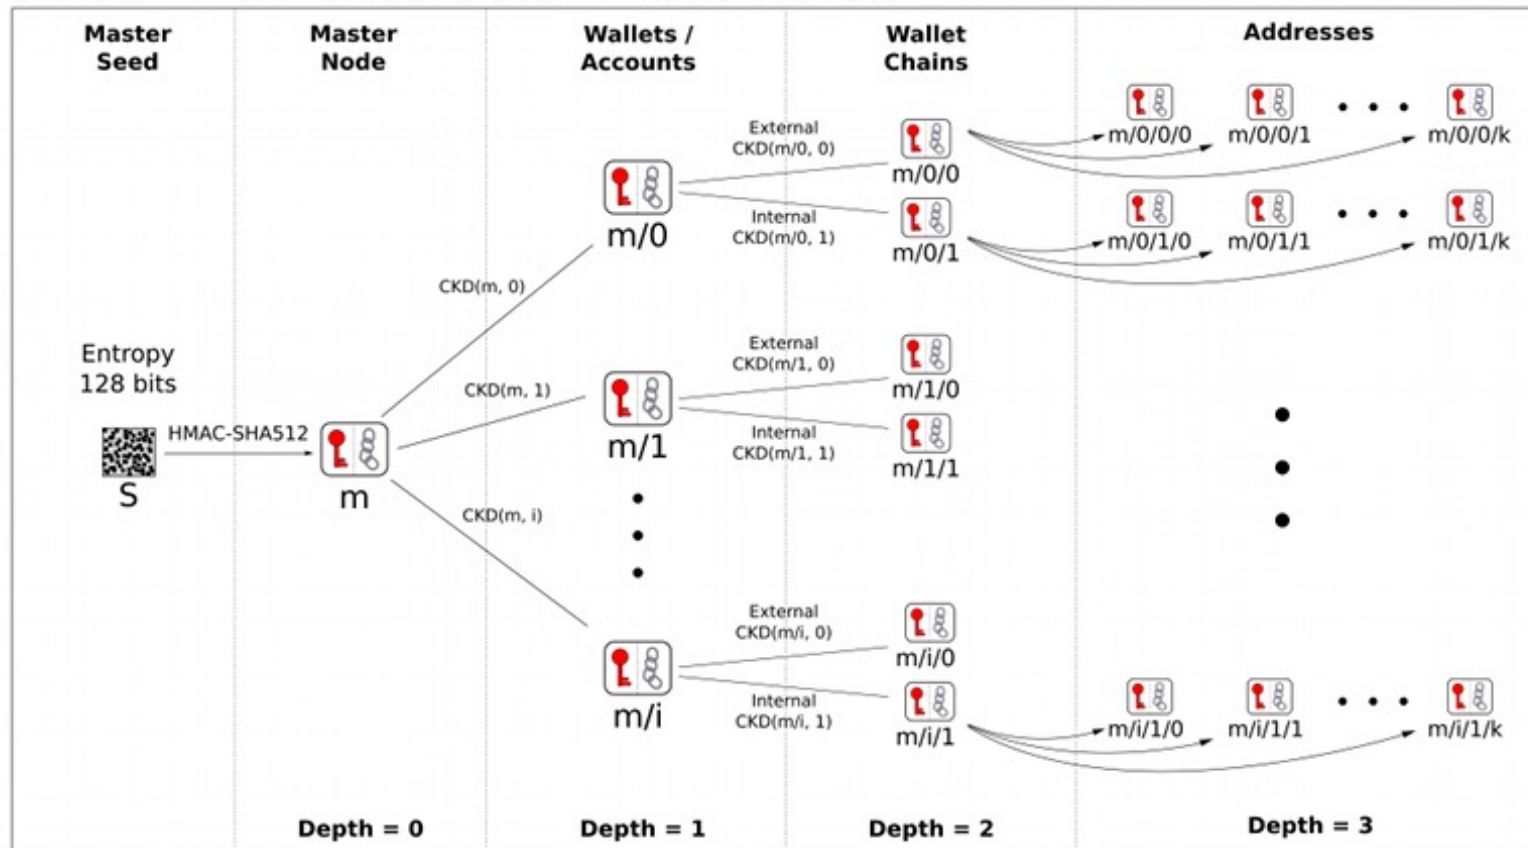 Master
Seed
Master
Node
Wallets /
Accounts
Wallet
Chains
Addresses
Entropy
128 bits
S
HMAC-SHA512
m
CKD(m, 0)
CKD(m, 1)
CKD(m, i)
m/0
m/1
m/i
External
CKD(m/0, 0)
Internal
CKD(m/0, 1)
External
CKD(m/1, 0)
Internal
CKD(m/1, 1)
External
CKD(m/i, 0)
Internal
CKD(m/i, 1)
m/0/0
m/0/1
m/1/0
m/1/1
m/i/0
m/i/1
m/0/0/0
m/0/0/1
m/0/0/k
m/0/1/0
m/0/1/1
m/0/1/k
m/i/1/0
m/i/1/1
m/i/1/k
Depth = 0
Depth = 1
Depth = 2
Depth = 3